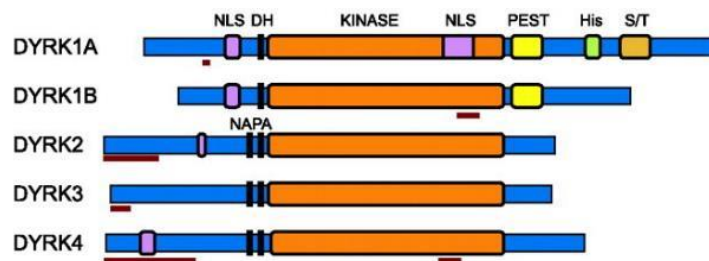 NLS DH KINASE NLS PEST His S/T
DYRK1A
DYRK1B
NAPA
DYRK2
DYRK3
DYRK4